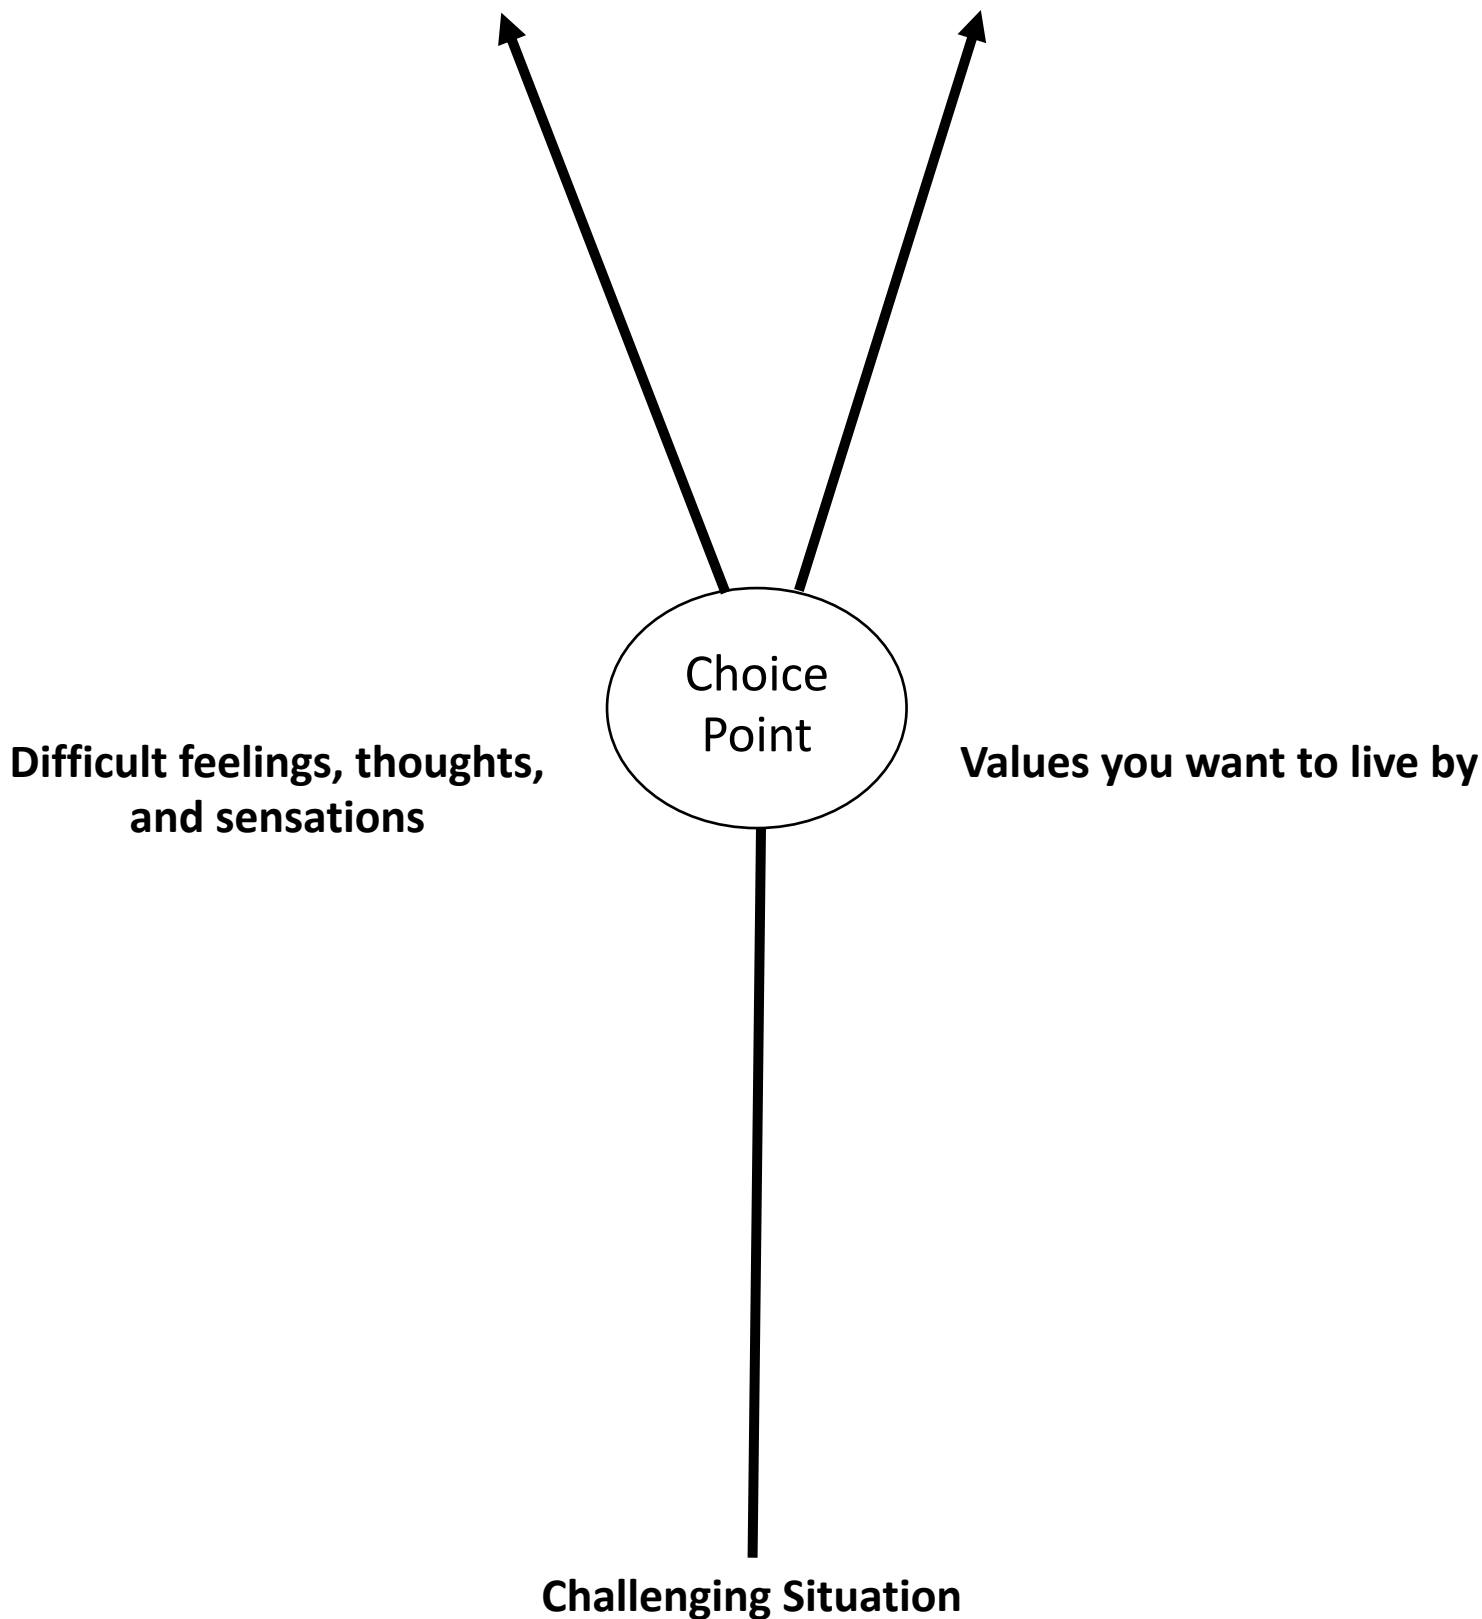 Choice
Point
Difficult feelings, thoughts,
and sensations
Values you want to live by
Challenging Situation